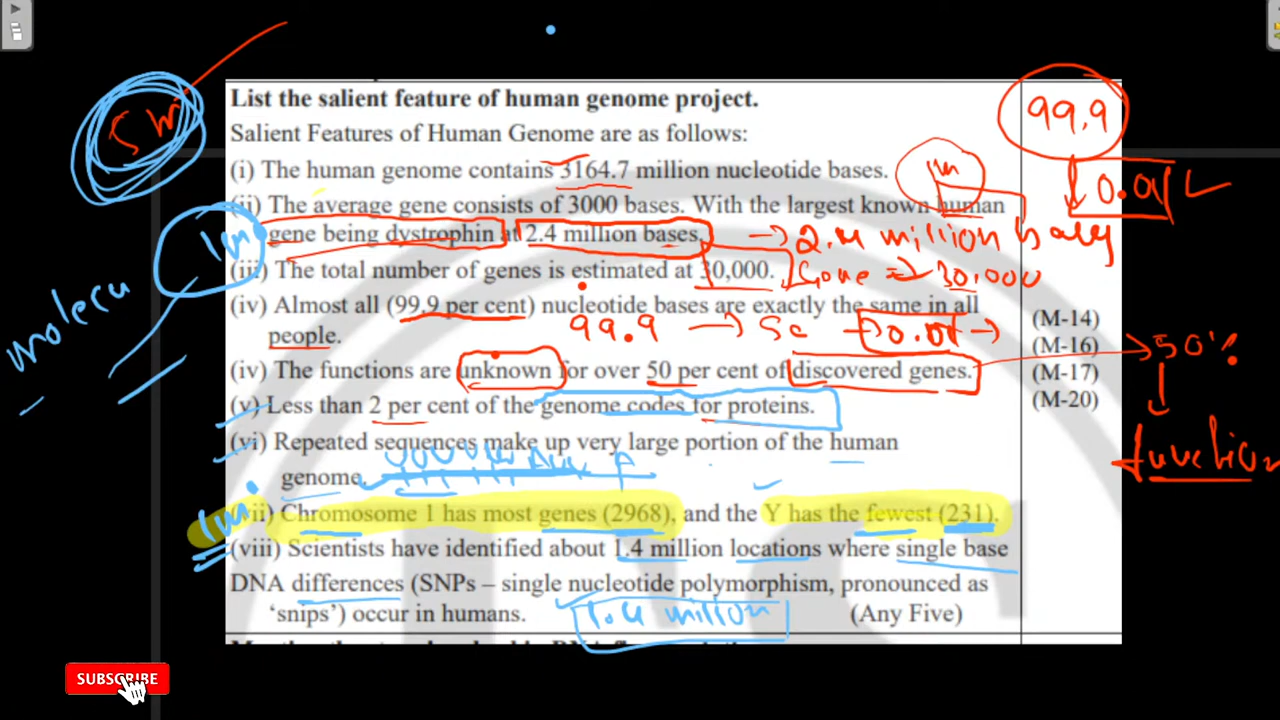 List the salient feature of human genome project.
Salient Features of Human Genome are as follows:
(i) The human genome contains 3164.7 million nucleotide bases.
(ii) The average gene consists of 3000 bases. With the largest known human
gene being dystrophin at 2.4 million bases.
(iii) The total number of genes is estimated at 30,000.
(iv) Almost all (99.9 per cent) nucleotide bases are exactly the same in all
people.
(iv) The functions are unknown for over 50 per cent of discovered genes.
(v) Less than 2 per cent of the genome codes for proteins.
(vi) Repeated sequences make up very large portion of the human
genome.
(vii) Chromosome 1 has most genes (2968), and the Y has the fewest (231).
(viii) Scientists have identified about 1.4 million locations where single base
DNA differences (SNPs – single nucleotide polymorphism, pronounced as
‘snips’) occur in humans.
(Any Five)
(M-14)
(M-16)
(M-17)
(M-20)
5m
1m
molecu
1m
99.9
1m
2.4 million
30,000
99.9
50%
function
1.4 million
SUBSCRIBE